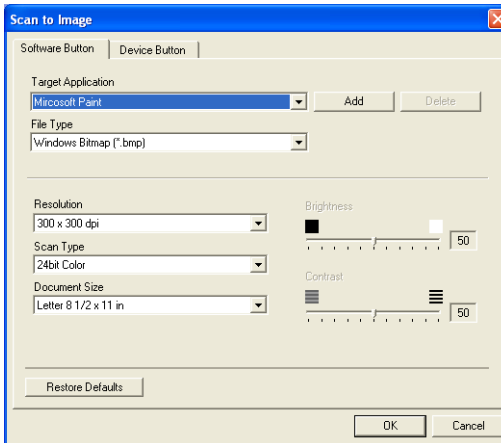 Scan to Image
Software Button
Device Button
Target Application
Mircosoft Paint
Add
Delete
File Type
Windows Bitmap (*.bmp)
Resolution
300 x 300 dpi
Scan Type
24bit Color
Document Size
Letter 8 1/2 x 11 in
Brightness
50
Contrast
50
Restore Defaults
OK
Cancel